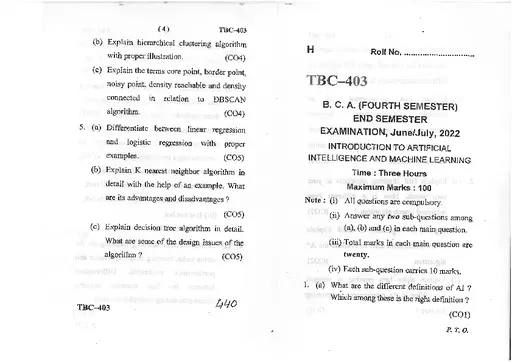 ( 4 ) TBC-403
(b) Explain hierarchical clustering algorithm
with proper illustration. (CO4)
(c) Explain the terms core point, border point,
noisy point, density reachable and density
connected in relation to DBSCAN
algorithm. (CO4)
5. (a) Differentiate between linear regression
and logistic regression with proper
examples. (CO5)
(b) Explain K nearest neighbor algorithm in
detail with the help of an example. What
are its advantages and disadvantages ?
(CO5)
(c) Explain decision tree algorithm in detail.
What are some of the design issues of the
algorithm ? (CO5)
TBC-403 440
H Roll No. ..............................
TBC-403
B. C. A. (FOURTH SEMESTER)
END SEMESTER
EXAMINATION, June/July, 2022
INTRODUCTION TO ARTIFICIAL
INTELLIGENCE AND MACHINE LEARNING
Time : Three Hours
Maximum Marks : 100
Note : (i) All questions are compulsory.
(ii) Answer any two sub-questions among
(a), (b) and (c) in each main question.
(iii) Total marks in each main question are
twenty.
(iv) Each sub-question carries 10 marks.
1. (a) What are the different definitions of AI ?
Which among these is the right definition ?
(CO1)
P. T. O.